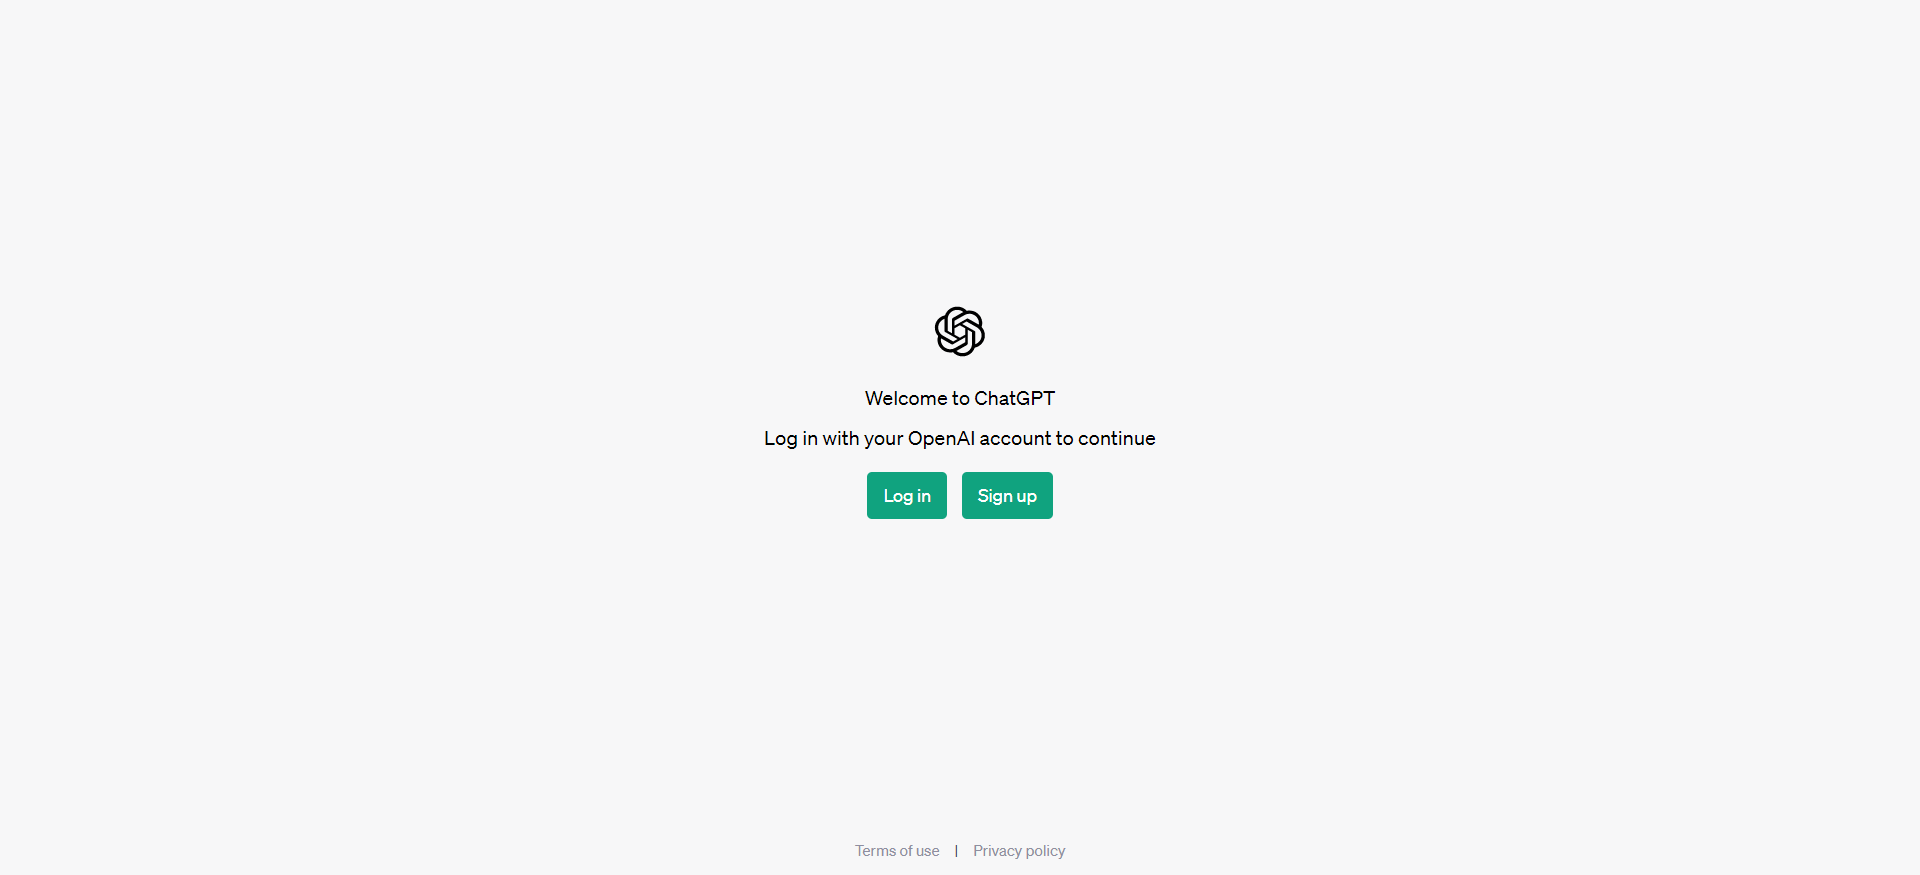 Welcome to ChatGPT
Log in with your OpenAI account to continue
Log in Sign up
Terms of use | Privacy policy